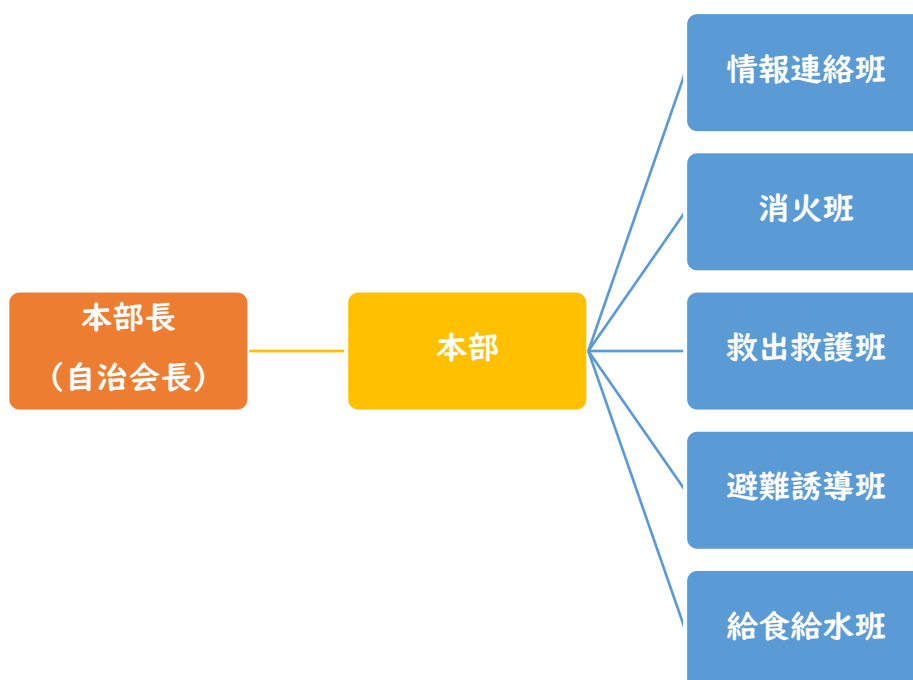 本部長
（自治会長）
本部
情報連絡班
消火班
救出救護班
避難誘導班
給食給水班